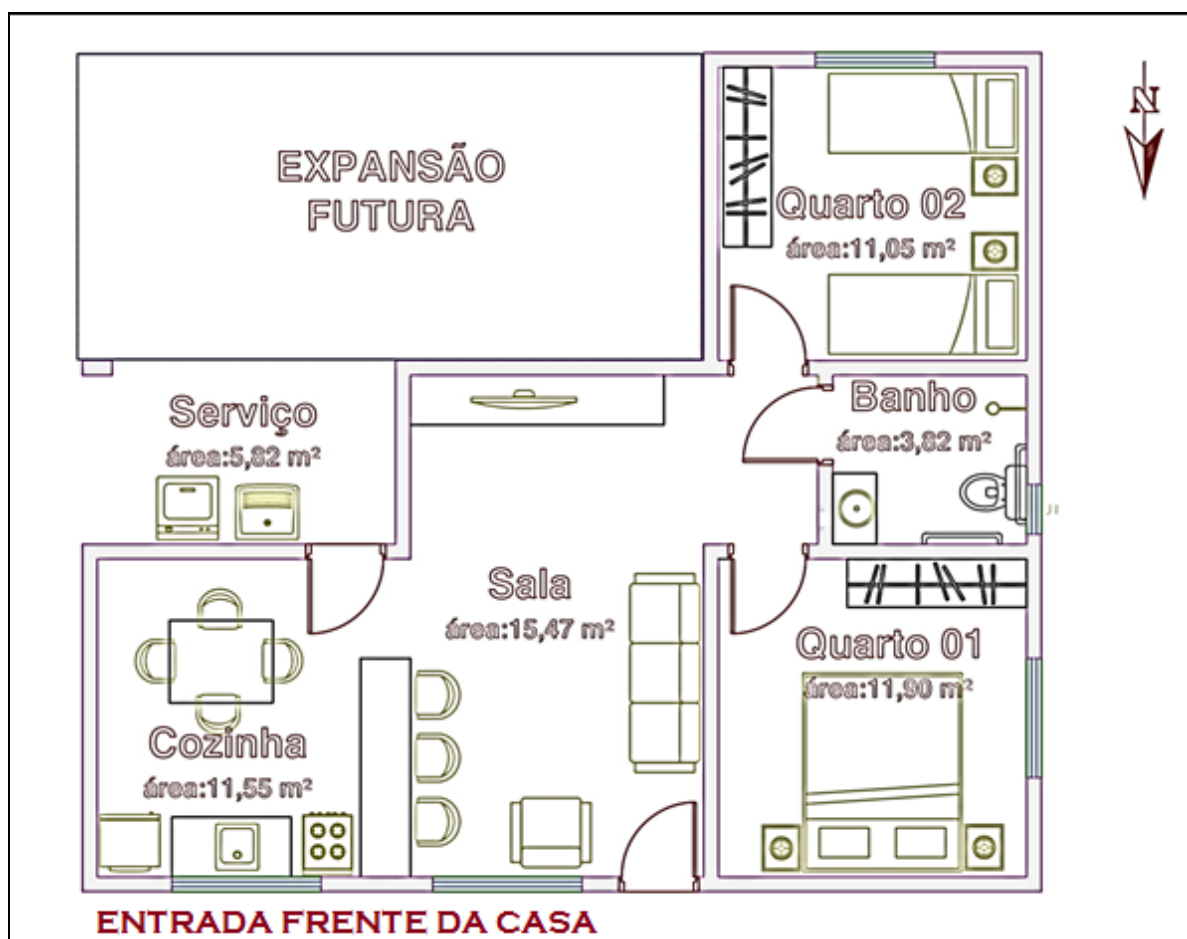 N
EXPANSÃO
FUTURA
Quarto 02
área:11,05 m²
Serviço
área:5,82 m²
Banho
área:3,82 m²
J1
Sala
área:15,47 m²
Quarto 01
área:11,90 m²
Cozinha
área:11,55 m²
ENTRADA FRENTE DA CASA